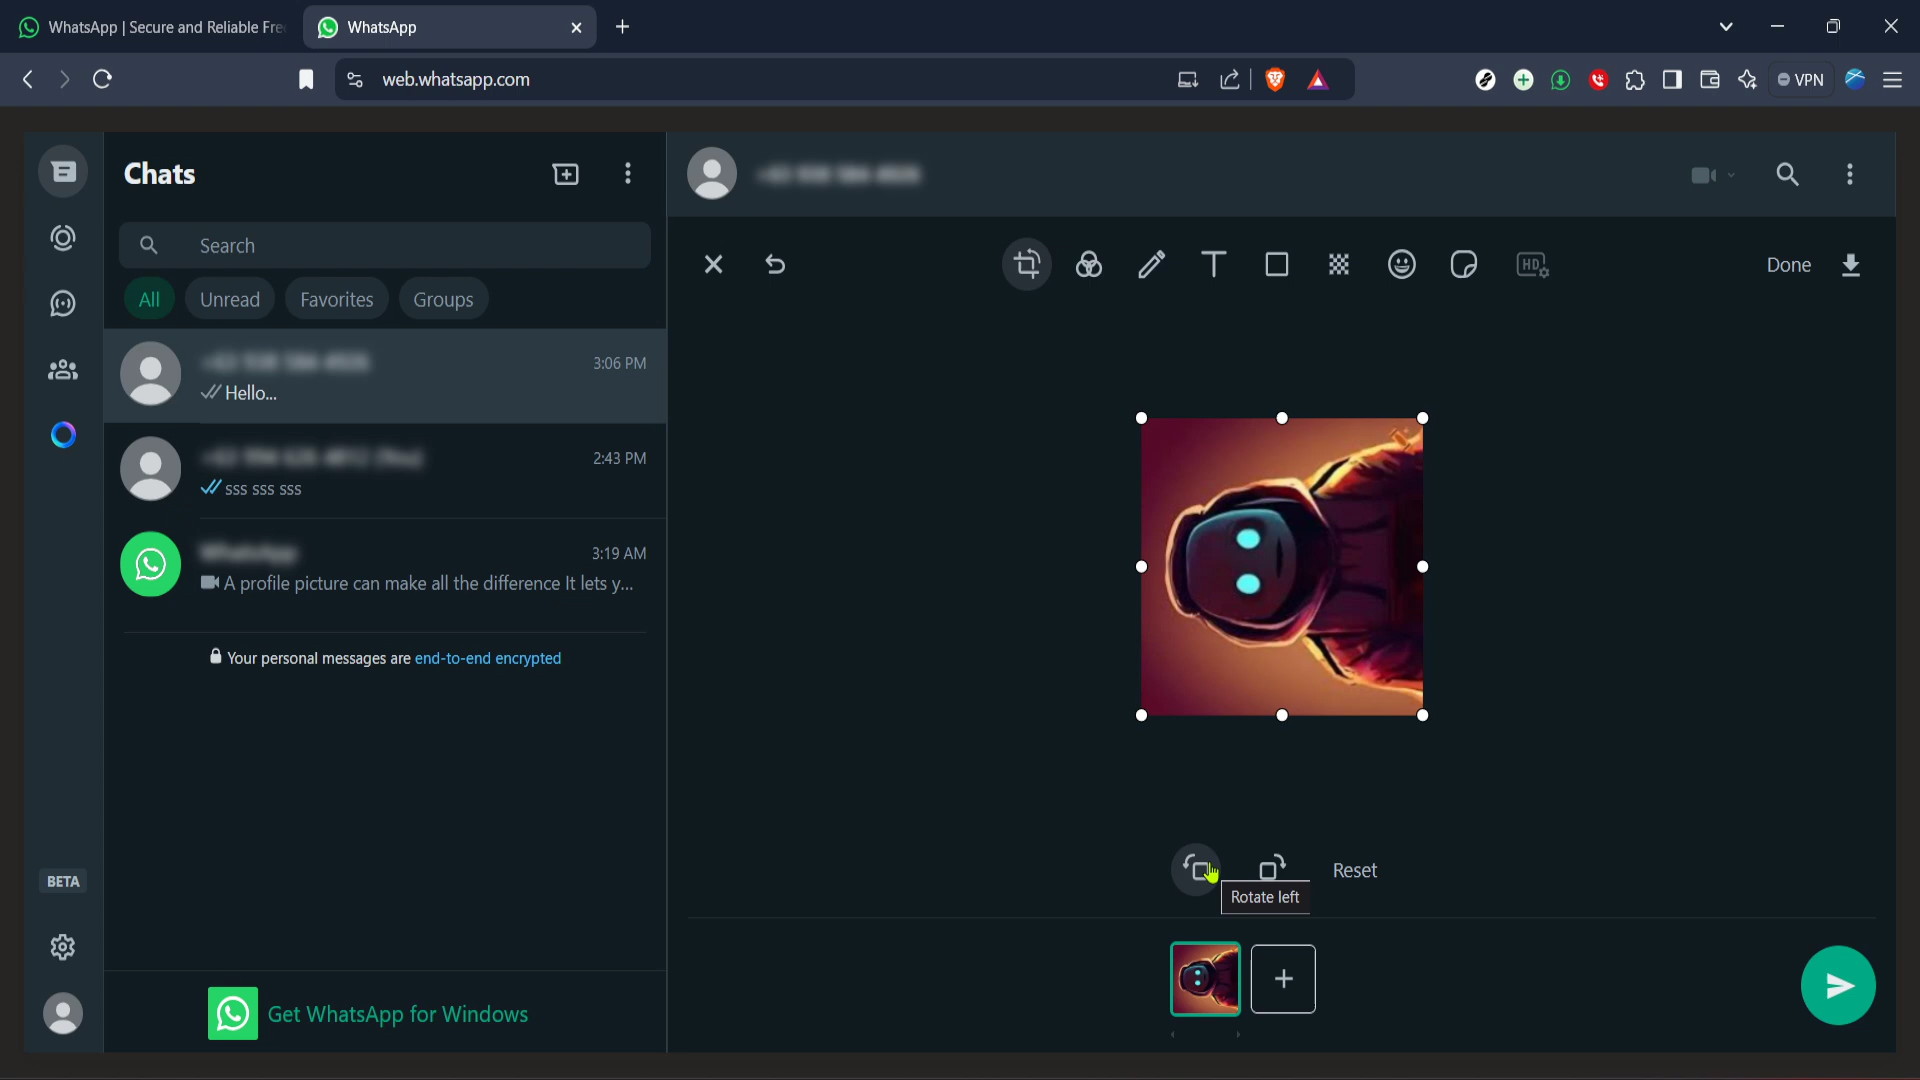 WhatsApp | Secure and Reliable Fre
WhatsApp
web.whatsapp.com
VPN
Chats
Search
All
Unread
Favorites
Groups
3:06 PM
Hello...
2:43 PM
sss sss sss
WhatsApp
3:19 AM
A profile picture can make all the difference It lets y...
Your personal messages are end-to-end encrypted
BETA
Get WhatsApp for Windows
HD
Done
Reset
Rotate left